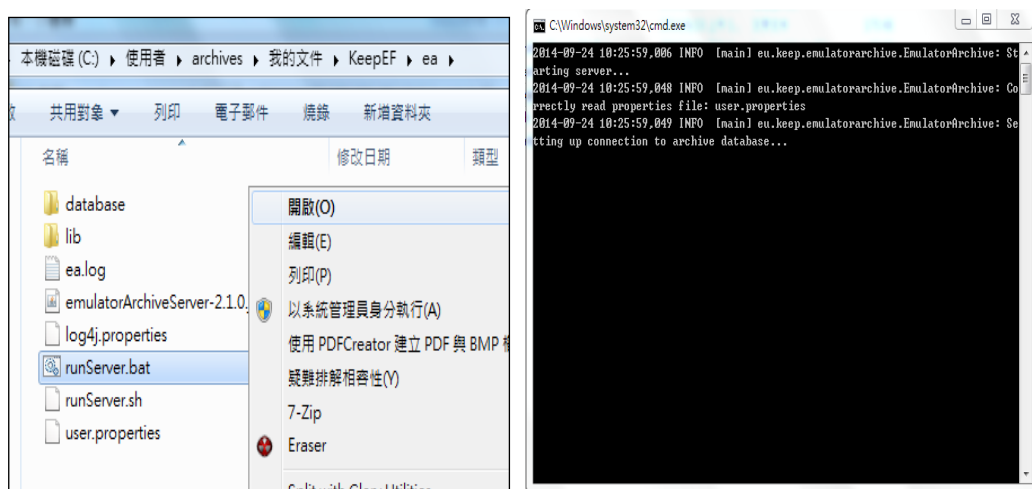 本機磁碟 (C:) ▸ 使用者 ▸ archives ▸ 我的文件 ▸ KeepEF ▸ ea ▸
共用對象 ▾ 列印 電子郵件 燒錄 新增資料夾
名稱 修改日期 類型
database
lib
ea.log
emulatorArchiveServer-2.1.0.
log4j.properties
runServer.bat
runServer.sh
user.properties
開啟(O)
編輯(E)
列印(P)
以系統管理員身分執行(A)
使用 PDFCreator 建立 PDF 與 BMP
疑難排解相容性(Y)
7-Zip
Eraser
C:\Windows\system32\cmd.exe
2014-09-24 10:25:59,006 INFO [main] eu.keep.emulatorarchive.EmulatorArchive: St
arting server...
2014-09-24 10:25:59,048 INFO [main] eu.keep.emulatorarchive.EmulatorArchive: Co
rrectly read properties file: user.properties
2014-09-24 10:25:59,049 INFO [main] eu.keep.emulatorarchive.EmulatorArchive: Se
tting up connection to archive database...